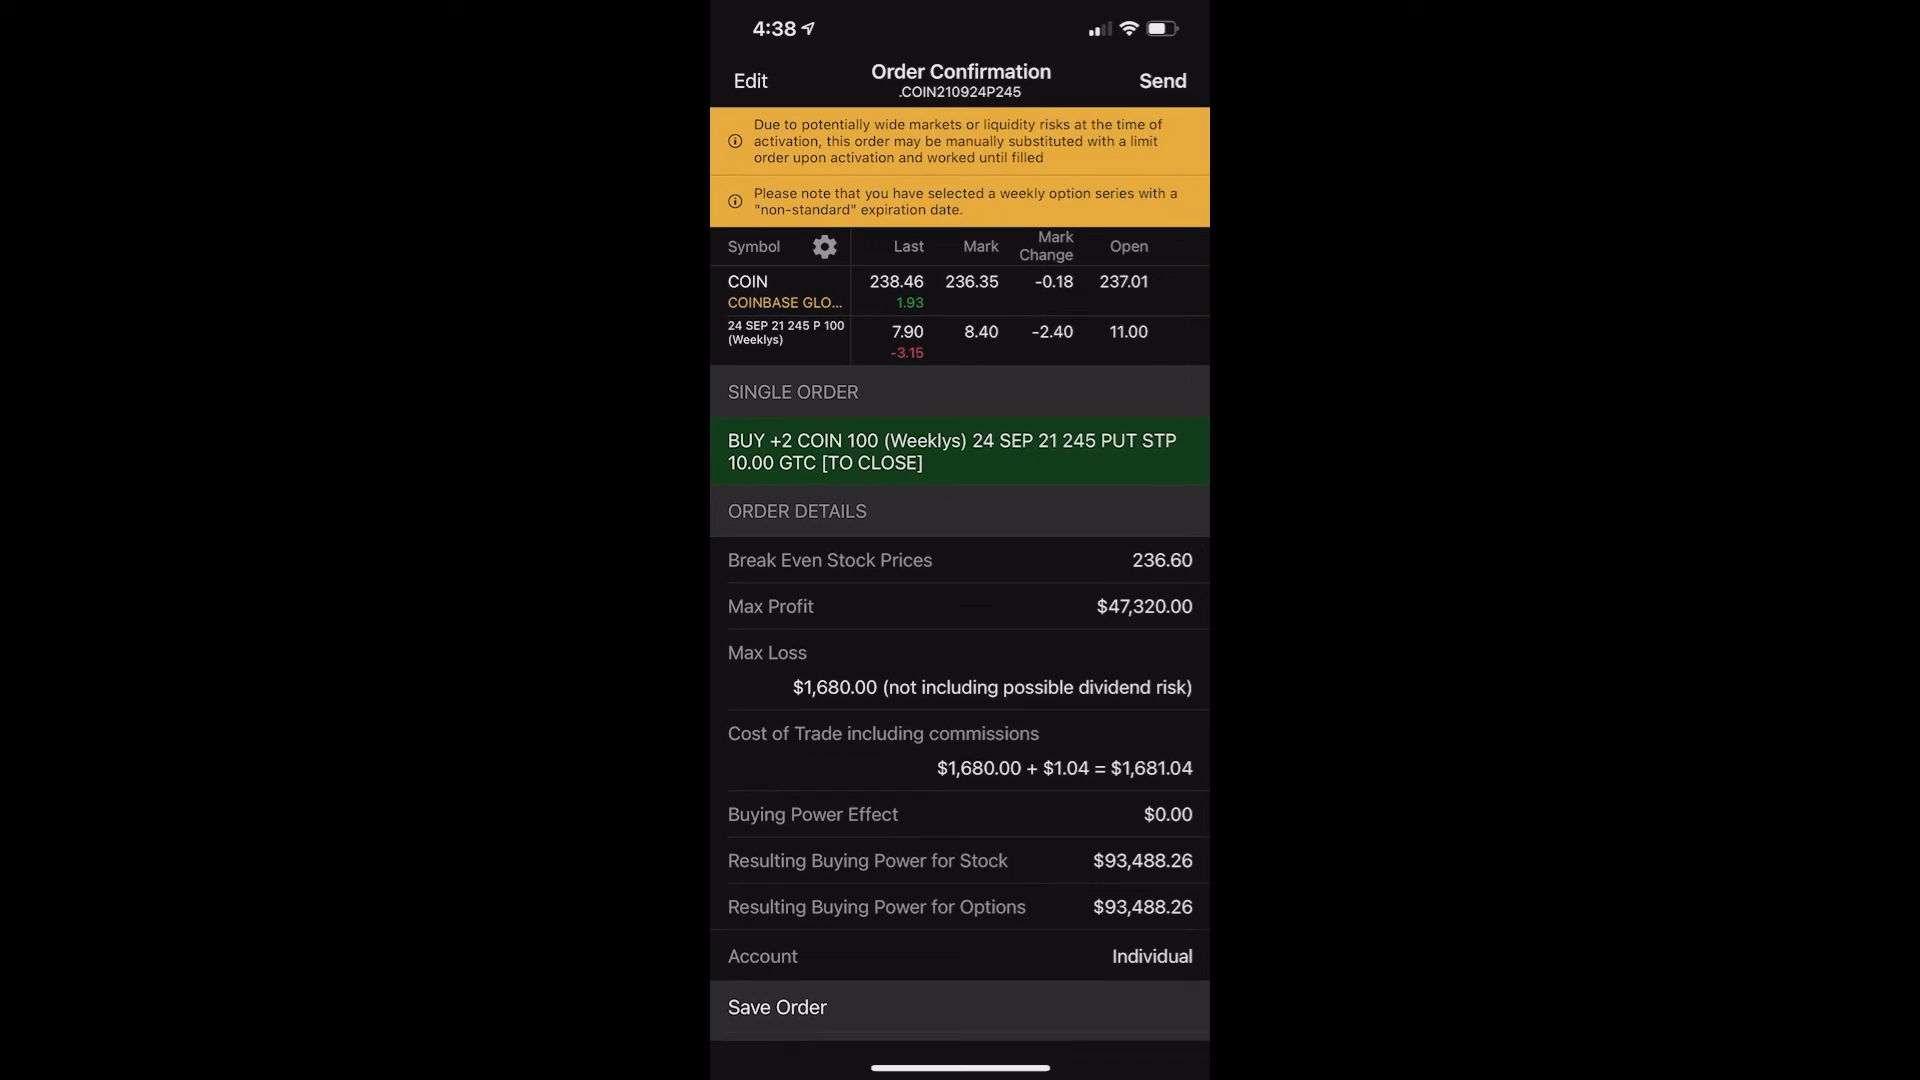 4:38
Edit
Order Confirmation
Send
.COIN210924P245
Due to potentially wide markets or liquidity risks at the time of
activation, this order may be manually substituted with a limit
order upon activation and worked until filled
Please note that you have selected a weekly option series with a
"non-standard" expiration date.
Symbol Last Mark Mark Change Open
COIN 238.46 236.35 -0.18 237.01
COINBASE GLO... 1.93
24 SEP 21 245 P 100 7.90 8.40 -2.40 11.00
(Weeklys) -3.15
SINGLE ORDER
BUY +2 COIN 100 (Weeklys) 24 SEP 21 245 PUT STP
10.00 GTC [TO CLOSE]
ORDER DETAILS
Break Even Stock Prices 236.60
Max Profit $47,320.00
Max Loss
$1,680.00 (not including possible dividend risk)
Cost of Trade including commissions
$1,680.00 + $1.04 = $1,681.04
Buying Power Effect $0.00
Resulting Buying Power for Stock $93,488.26
Resulting Buying Power for Options $93,488.26
Account Individual
Save Order